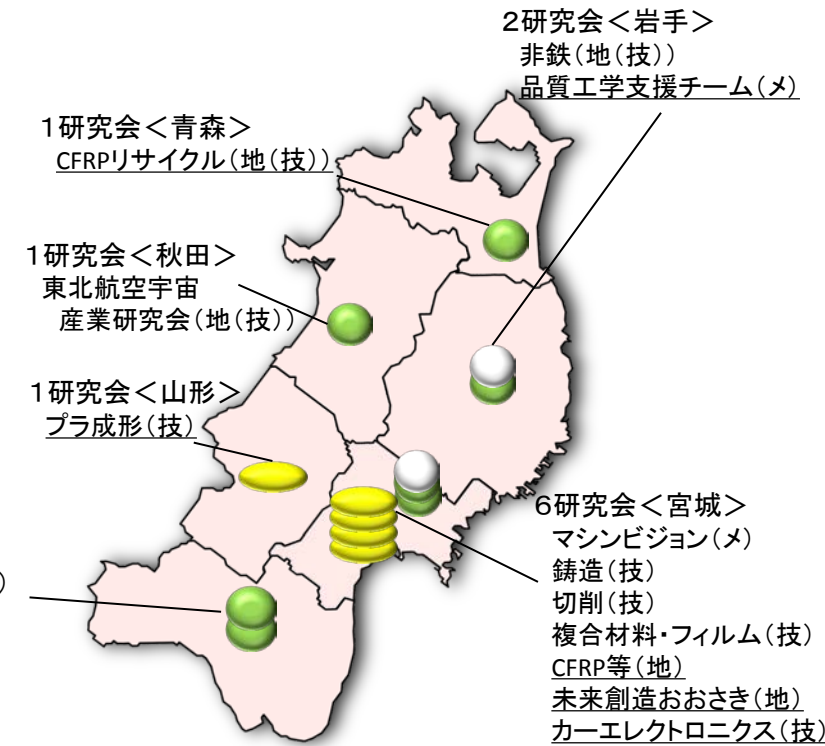 2研究会＜岩手＞
非鉄（地（技））
品質工学支援チーム（メ）
1研究会＜青森＞
CFRPリサイクル（地（技））
1研究会＜秋田＞
東北航空宇宙
産業研究会（地（技））
1研究会＜山形＞
プラ成形（技）
）
6研究会＜宮城＞
マシンビジョン（メ）
鋳造（技）
切削（技）
複合材料・フィルム（技）
CFRP等（地）
未来創造おおさき（地）
カーエレクトロニクス（技）